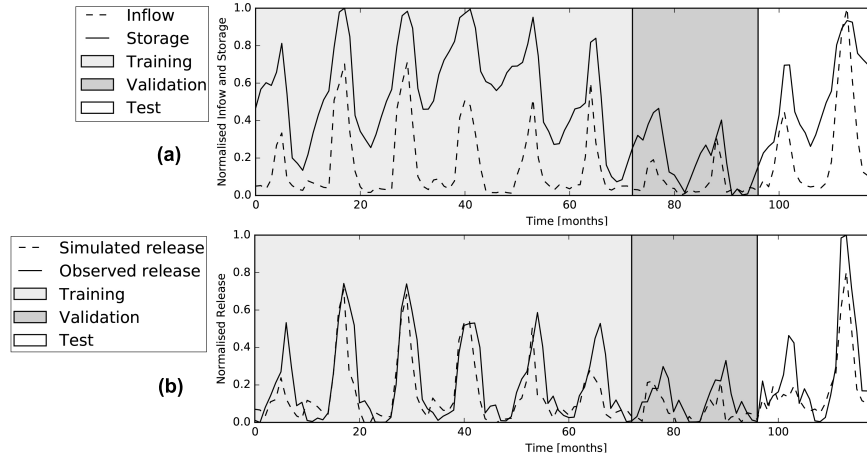 Inflow
Storage
Training
Validation
Test
(a)
Normalised Infow and Storage
1.0
0.8
0.6
0.4
0.2
0.0
0 20 40 60 80 100
Time [months]
Simulated release
Observed release
Training
Validation
Test
(b)
Normalised Release
1.0
0.8
0.6
0.4
0.2
0.0
0 20 40 60 80 100
Time [months]